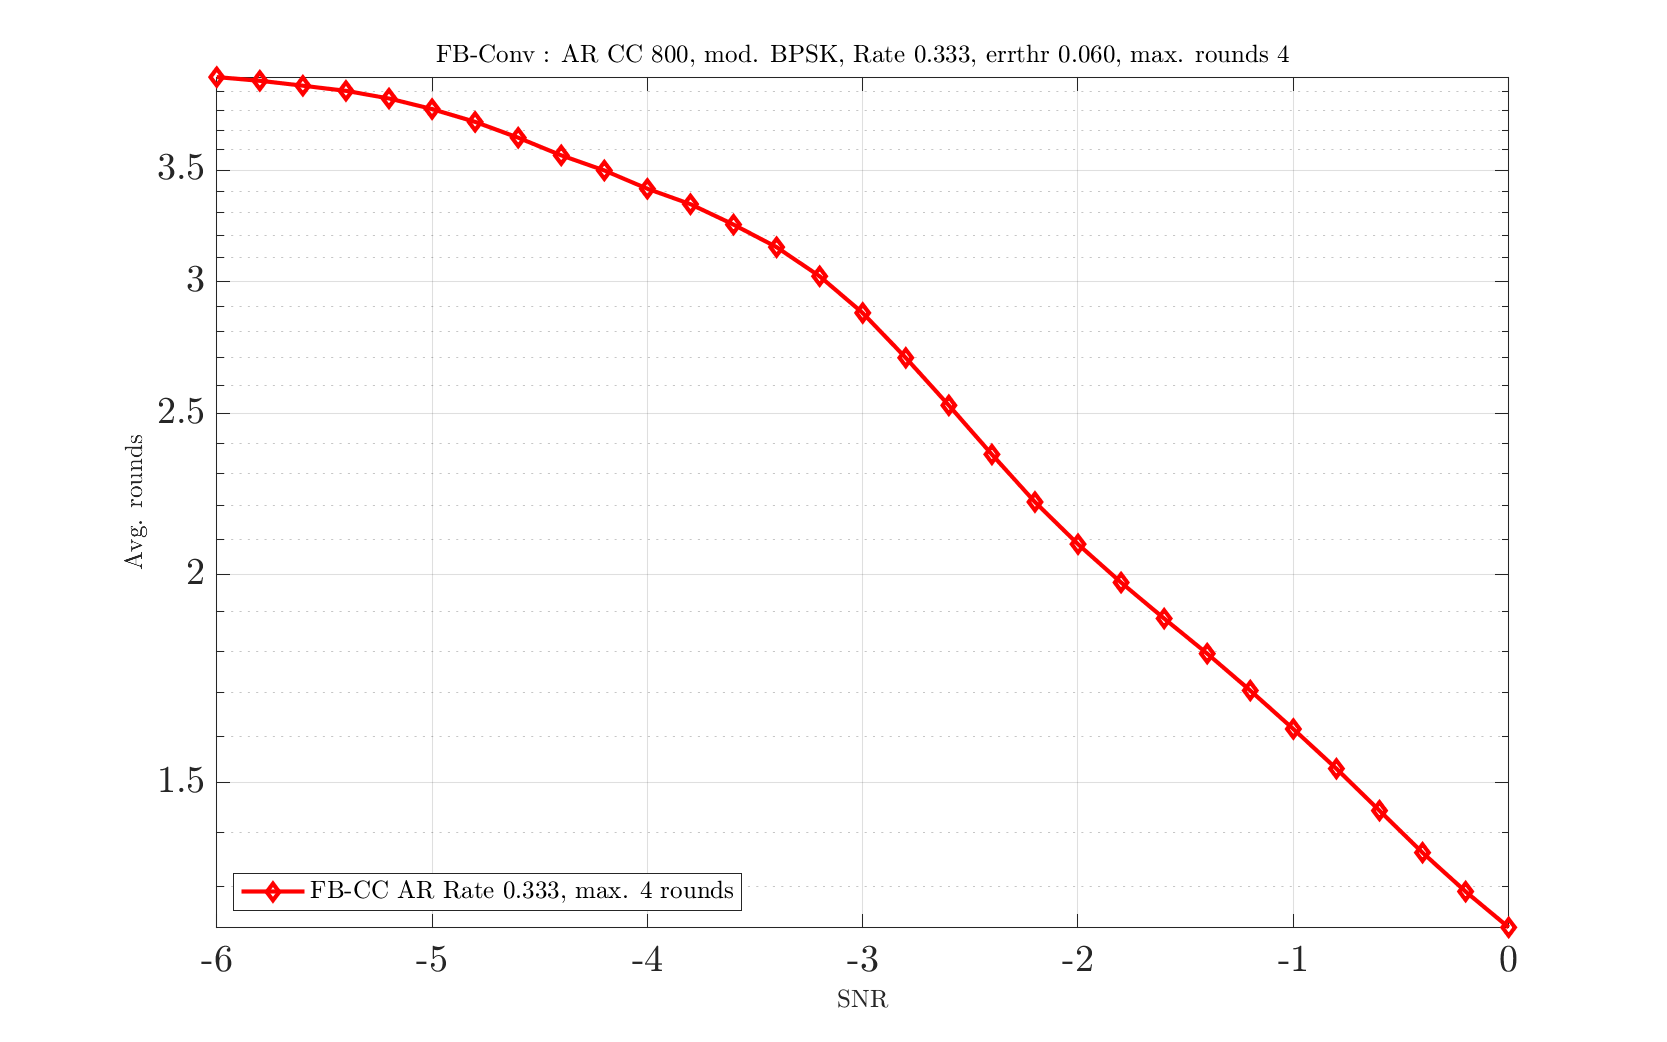 FB-Conv : AR CC 800, mod. BPSK, Rate 0.333, errthr 0.060, max. rounds 4
3.5
3
2.5
2
1.5
Avg. rounds
FB-CC AR Rate 0.333, max. 4 rounds
-6 -5 -4 -3 -2 -1 0
SNR